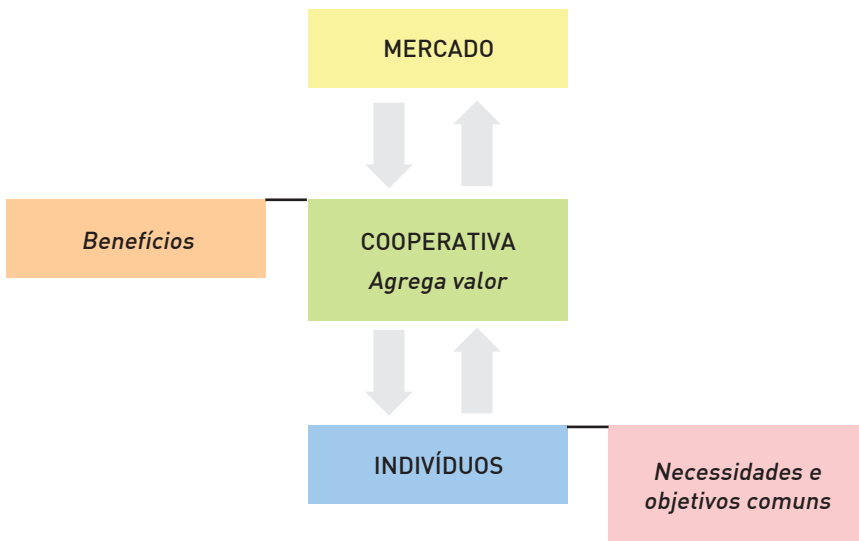 MERCADO
Benefícios
COOPERATIVA
Agrega valor
INDIVÍDUOS
Necessidades e
objetivos comuns